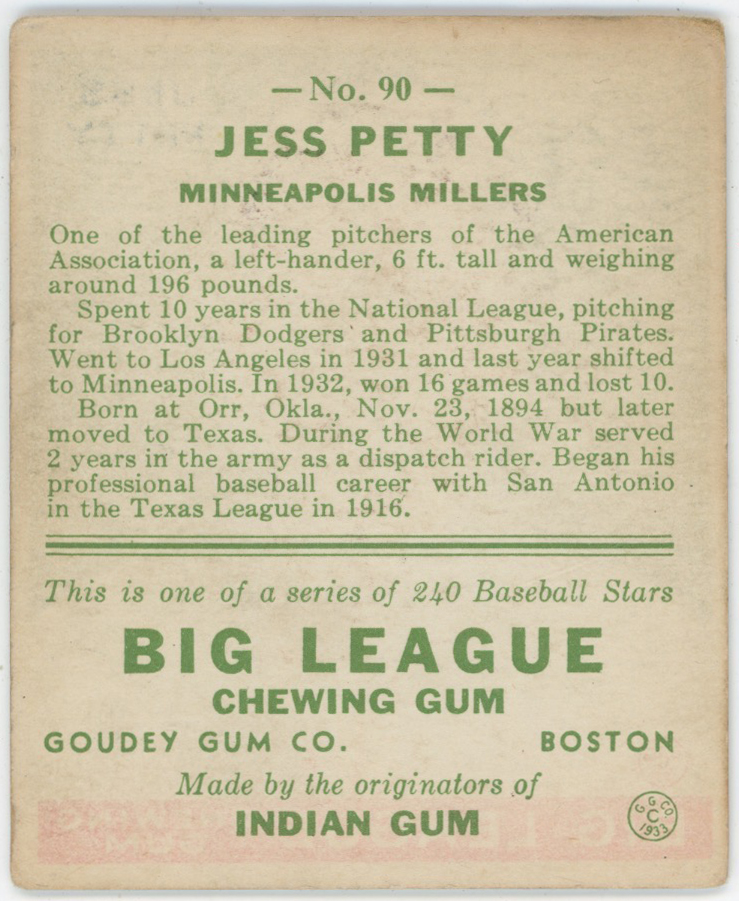 — No. 90 —
JESS PETTY
MINNEAPOLIS MILLERS
One of the leading pitchers of the American
Association, a left-hander, 6 ft. tall and weighing
around 196 pounds.
Spent 10 years in the National League, pitching
for Brooklyn Dodgers and Pittsburgh Pirates.
Went to Los Angeles in 1931 and last year shifted
to Minneapolis. In 1932, won 16 games and lost 10.
Born at Orr, Okla., Nov. 23, 1894 but later
moved to Texas. During the World War served
2 years in the army as a dispatch rider. Began his
professional baseball career with San Antonio
in the Texas League in 1916.
This is one of a series of 240 Baseball Stars
BIG LEAGUE
CHEWING GUM
GOUDEY GUM CO. BOSTON
Made by the originators of
INDIAN GUM
G. G. CO.
C
1933